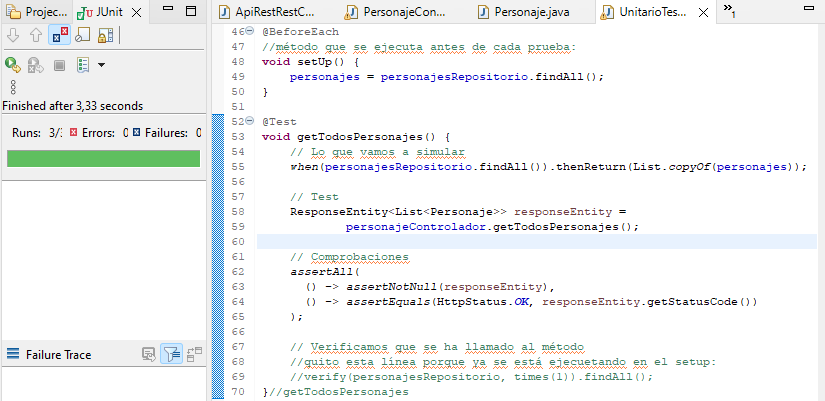 Projec... JUnit
Finished after 3,33 seconds
Runs: 3/3 Errors: 0 Failures: 0
Failure Trace
ApiRestRestC... PersonajeCon... Personaje.java UnitarioTes... »1
46 @BeforeEach
47 //método que se ejecuta antes de cada prueba:
48 void setUp() {
49 personajes = personajesRepositorio.findAll();
50 }
51
52 @Test
53 void getTodosPersonajes() {
54 // Lo que vamos a simular
55 when(personajesRepositorio.findAll()).thenReturn(List.copyOf(personajes));
56
57 // Test
58 ResponseEntity<List<Personaje>> responseEntity =
59 personajeControlador.getTodosPersonajes();
60
61 // Comprobaciones
62 assertAll(
63 () -> assertNotNull(responseEntity),
64 () -> assertEquals(HttpStatus.OK, responseEntity.getStatusCode())
65 );
66
67 // Verificamos que se ha llamado al método
68 //quito esta línea porque ya se está ejecuetando en el setup:
69 //verify(personajesRepositorio, times(1)).findAll();
70 }//getTodosPersonajes